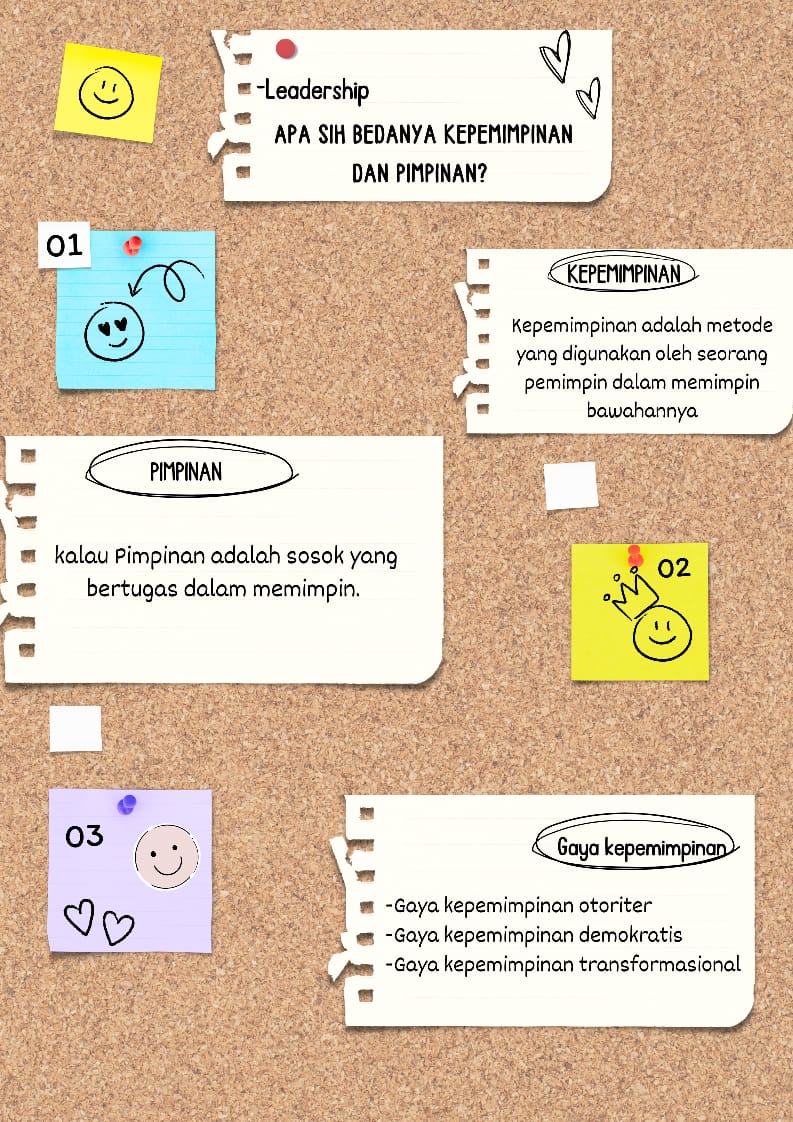 -Leadership
APA SIH BEDANYA KEPEMIMPINAN
DAN PIMPINAN?
01
KEPEMIMPINAN
Kepemimpinan adalah metode
yang digunakan oleh seorang
pemimpin dalam memimpin
bawahannya
PIMPINAN
kalau Pimpinan adalah sosok yang
bertugas dalam memimpin.
02
03
Gaya kepemimpinan
-Gaya kepemimpinan otoriter
-Gaya kepemimpinan demokratis
-Gaya kepemimpinan transformasional